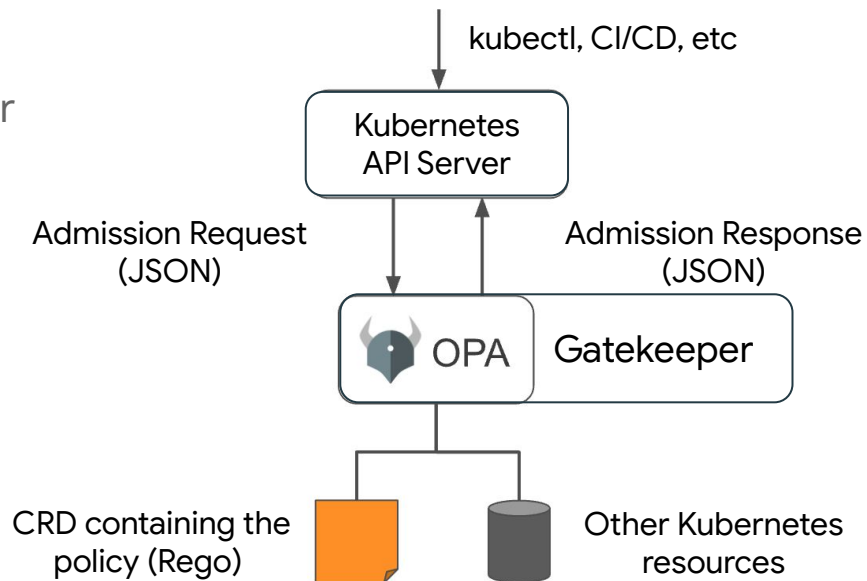 kubectl, CI/CD, etc
r
Kubernetes
API Server
Admission Request
(JSON)
Admission Response
(JSON)
OPA
Gatekeeper
CRD containing the
policy (Rego)
Other Kubernetes
resources